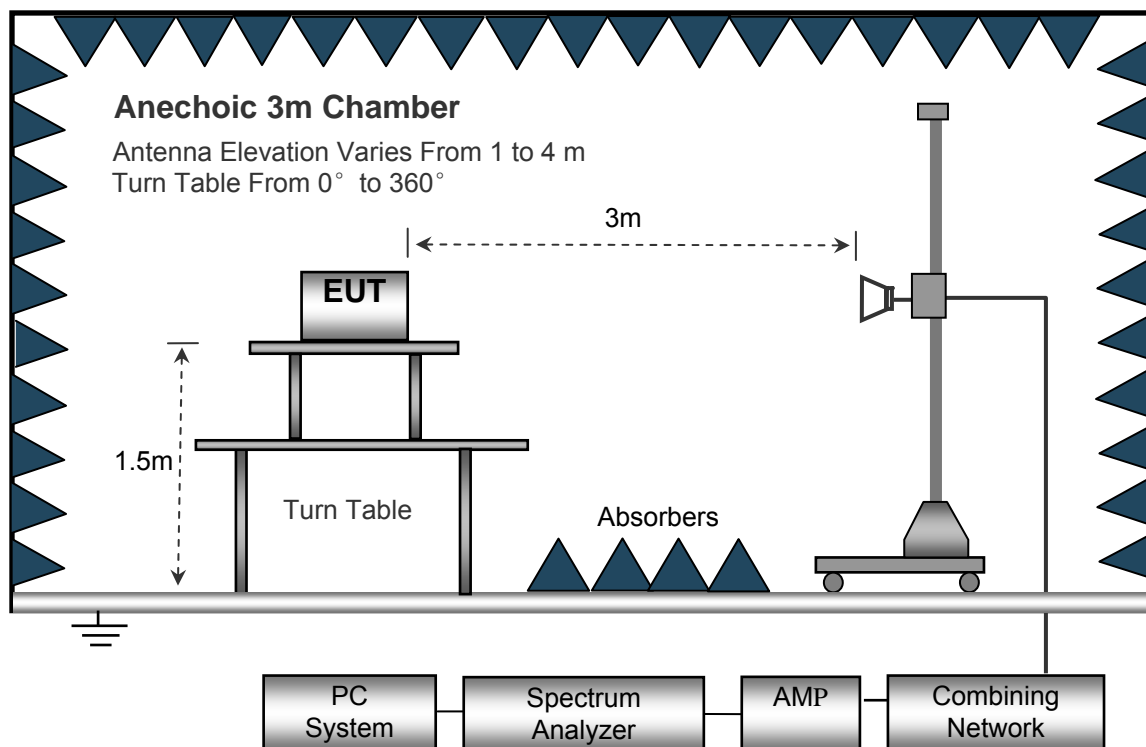 Anechoic 3m Chamber
Antenna Elevation Varies From 1 to 4 m
Turn Table From 0° to 360°
3m
EUT
1.5m
Turn Table
Absorbers
PC
System
Spectrum
Analyzer
AMP
Combining
Network